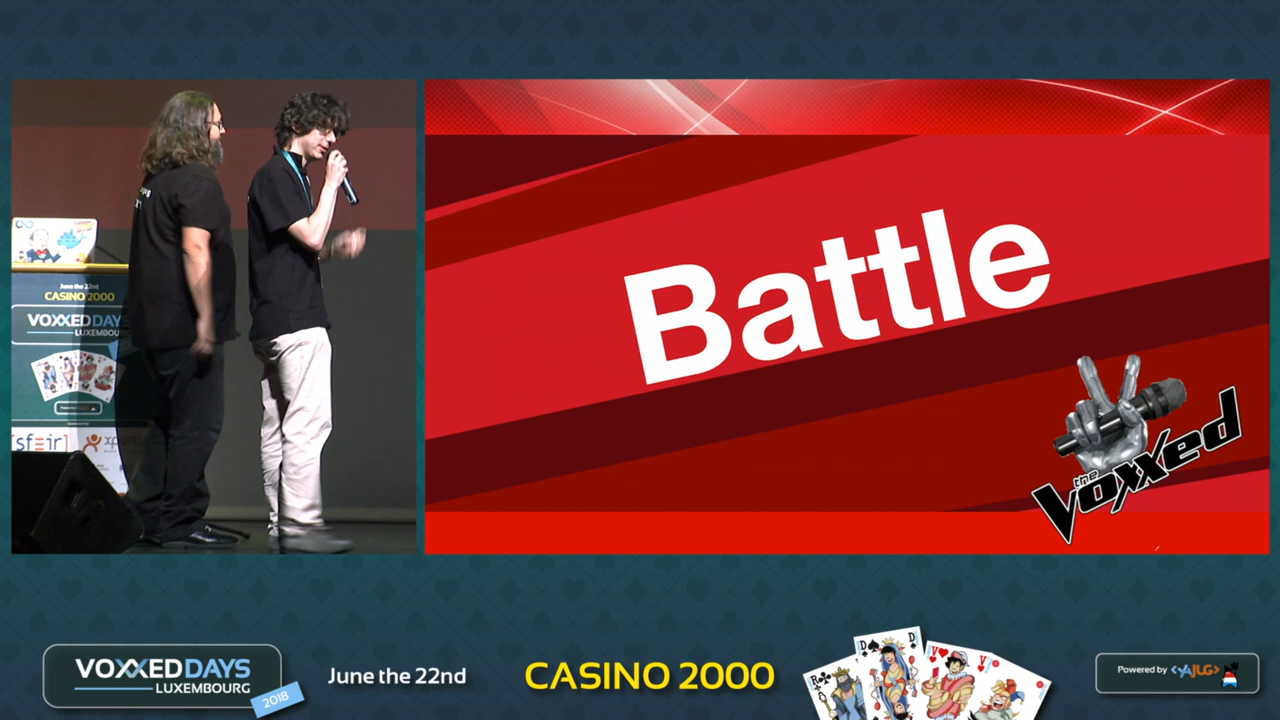 June the 22nd
CASINO 2000
VOXXED DAYS
LUXEMBOURG
[sfeir]
Battle
the
Voxxed
VOXXED DAYS
LUXEMBOURG
2018
June the 22nd
CASINO 2000
R
D
D
V
V
Powered by <YAJUG>